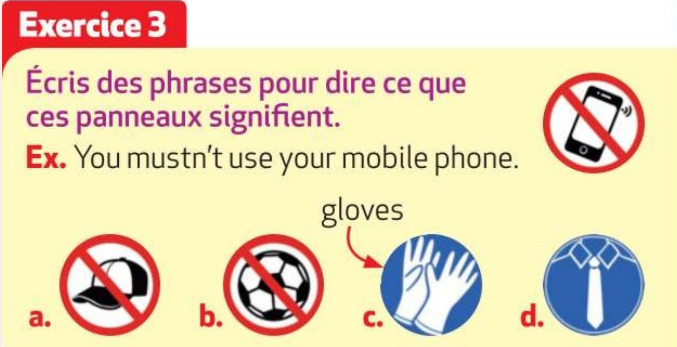 Exercice 3
Écris des phrases pour dire ce que
ces panneaux signifient.
Ex. You mustn't use your mobile phone.
gloves
a. b. c. d.